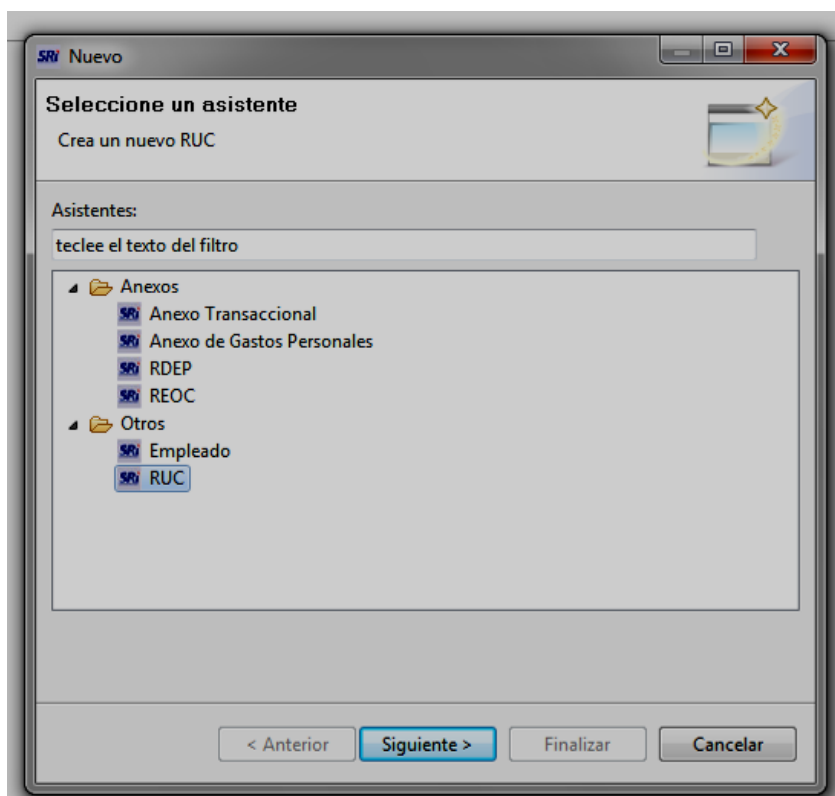 SRi Nuevo
Seleccione un asistente
Crea un nuevo RUC
Asistentes:
teclee el texto del filtro
Anexos
SRi Anexo Transaccional
SRi Anexo de Gastos Personales
SRi RDEP
SRi REOC
Otros
SRi Empleado
SRi RUC
< Anterior Siguiente > Finalizar Cancelar